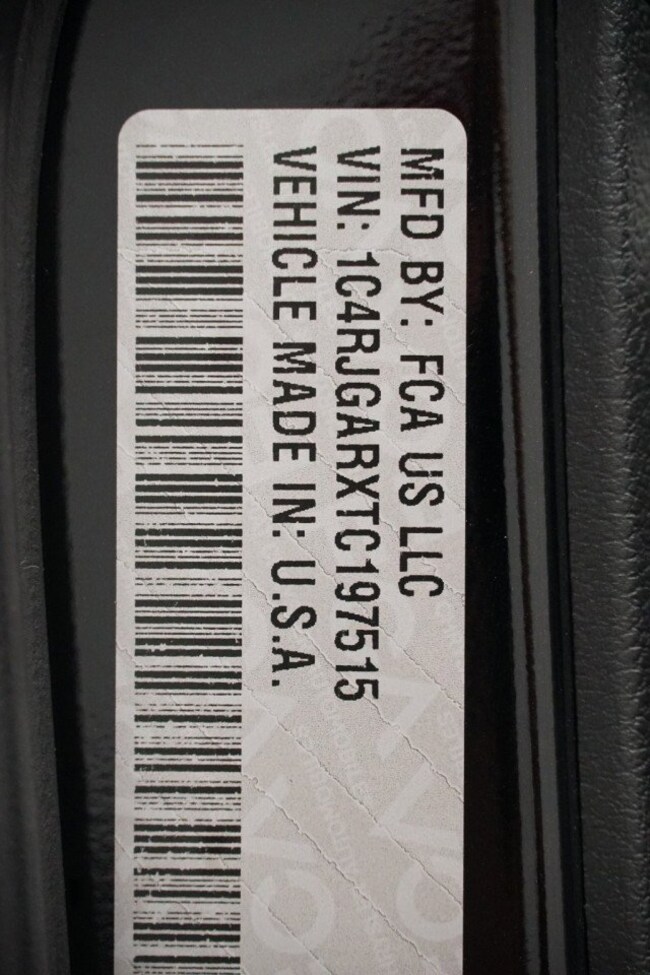 MFD BY: FCA US LLC
VIN: 1C4RJGARXTC197515
VEHICLE MADE IN: U.S.A.